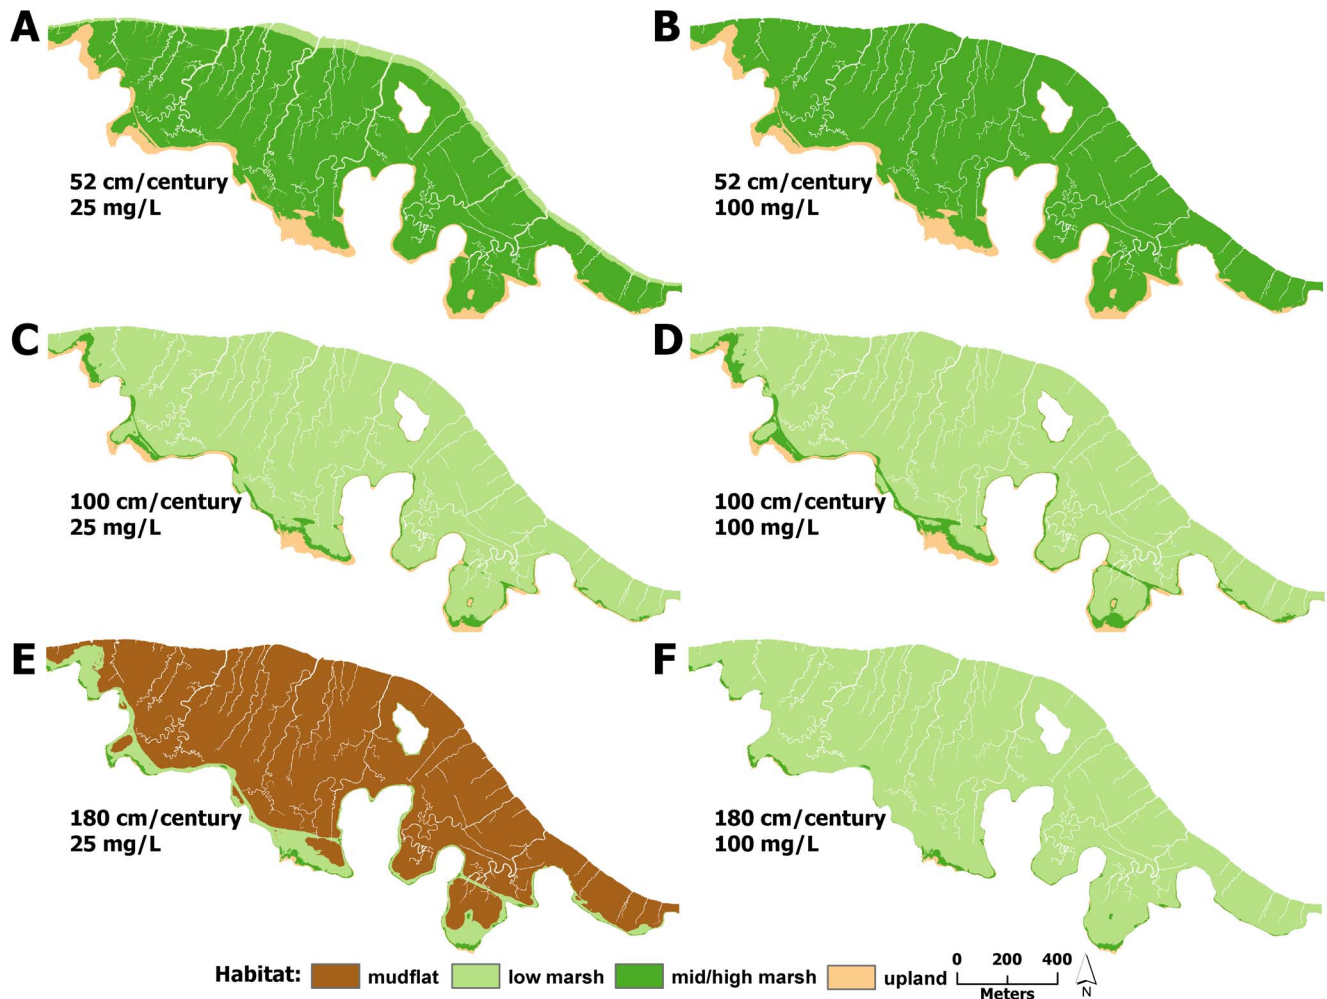 A
B
52 cm/century
25 mg/L
52 cm/century
100 mg/L
C
D
100 cm/century
25 mg/L
100 cm/century
100 mg/L
E
F
180 cm/century
25 mg/L
180 cm/century
100 mg/L
Habitat: mudflat low marsh mid/high marsh upland
0 200 400
Meters
N